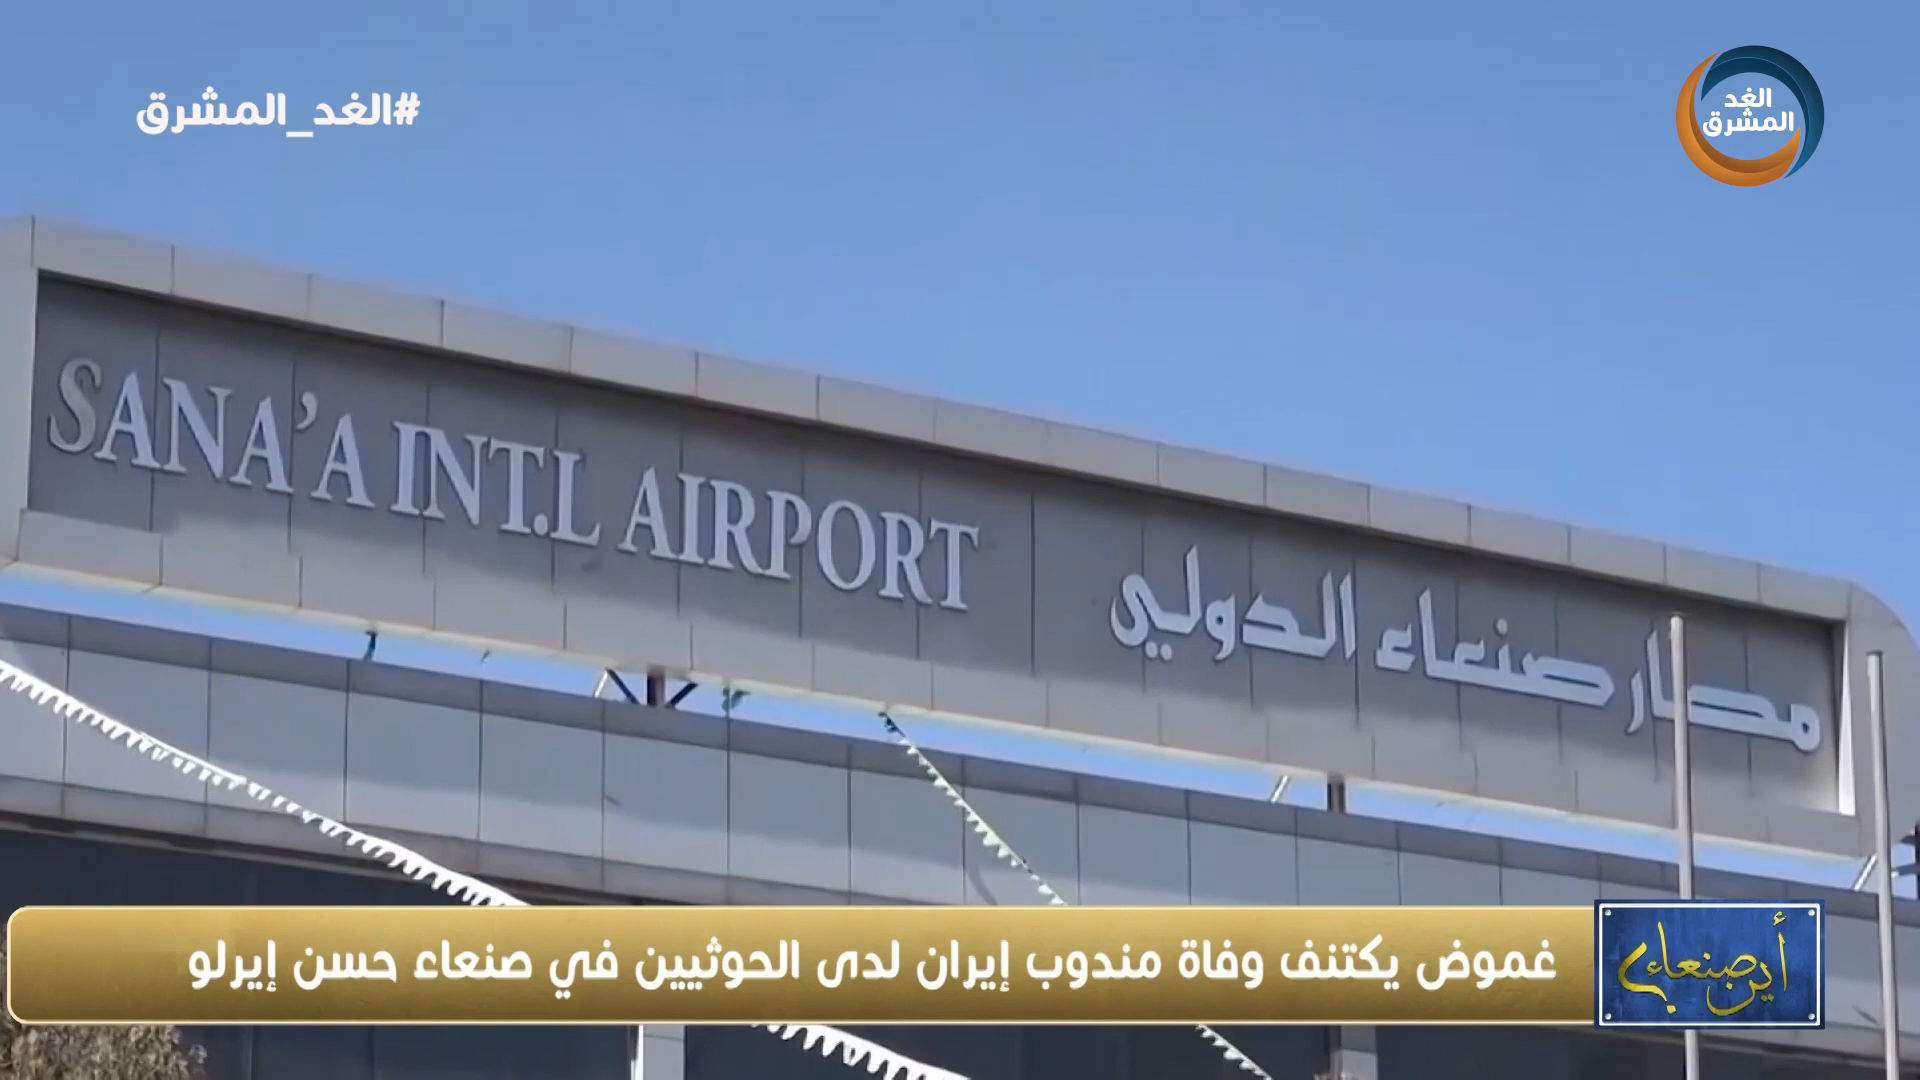 #الغد_المشرق
الغد
المشرق
SANA'A INT.L AIRPORT
مطار صنعاء الدولي
غموض يكتنف وفاة مندوب إيران لدى الحوثيين في صنعاء حسن إيرلو
أين صنعاء؟